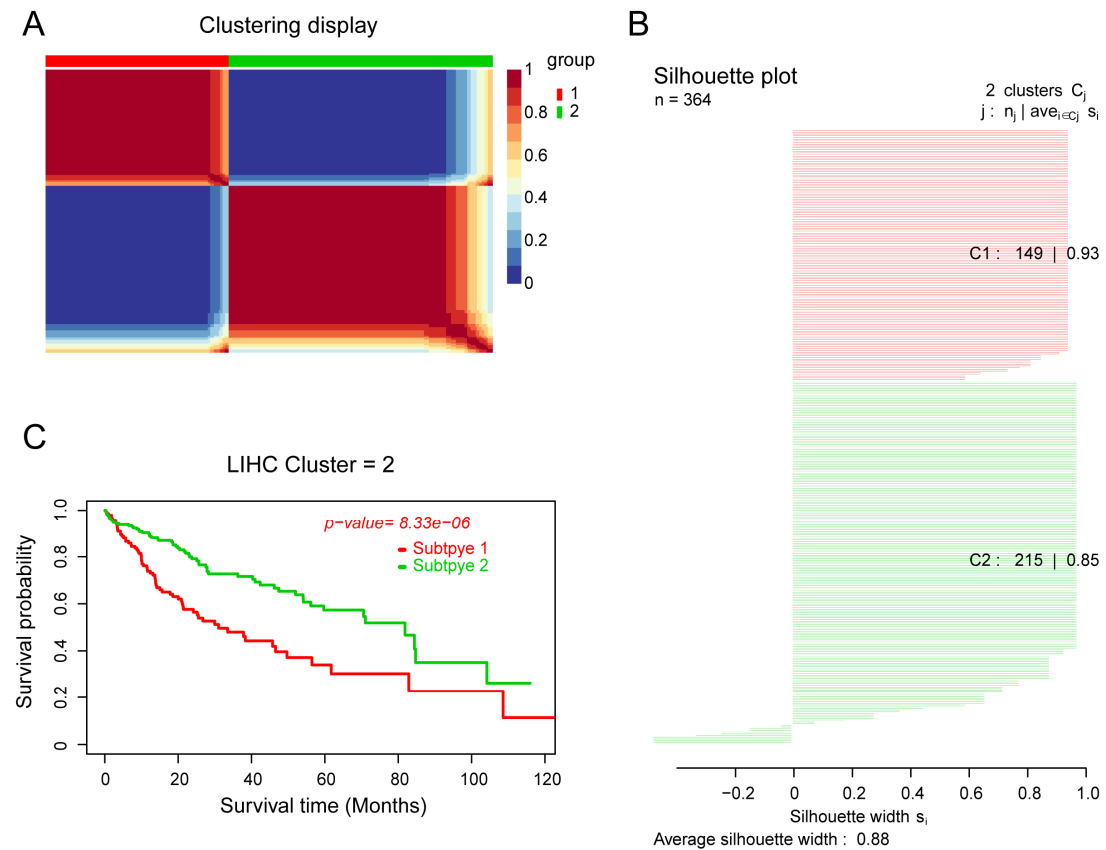 A
Clustering display
group
1
2
1
0.8
0.6
0.4
0.2
0
B
Silhouette plot
n = 364
2 clusters Cj
j : nj | avei∈Cj si
C1 : 149 | 0.93
C2 : 215 | 0.85
−0.2 0 0.2 0.4 0.6 0.8 1.0
Silhouette width si
Average silhouette width : 0.88
C
LIHC Cluster = 2
p−value= 8.33e−06
Subtpye 1
Subtpye 2
Survival probability
1.0
0.8
0.6
0.4
0.2
0
0 20 40 60 80 100 120
Survival time (Months)